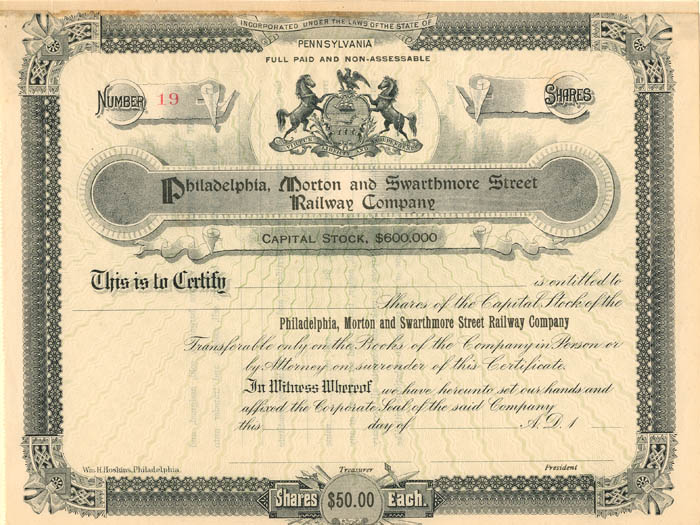 INCORPORATED UNDER THE LAWS OF THE STATE OF
PENNSYLVANIA
FULL PAID AND NON-ASSESSABLE
NUMBER 19
SHARES
Philadelphia, Morton and Swarthmore Street
Railway Company
CAPITAL STOCK, $600,000
This is to Certify is entitled to
Shares of the Capital Stock of the
Philadelphia, Morton and Swarthmore Street Railway Company
Transferable only on the Books of the Company in Person or
by Attorney on surrender of this Certificate.
In Witness Whereof we have hereunto set our hands and
affixed the Corporate Seal of the said Company
this day of A.D. 1
Wm. H. Hoskins, Philadelphia.
Treasurer
President
Shares $50.00 Each.